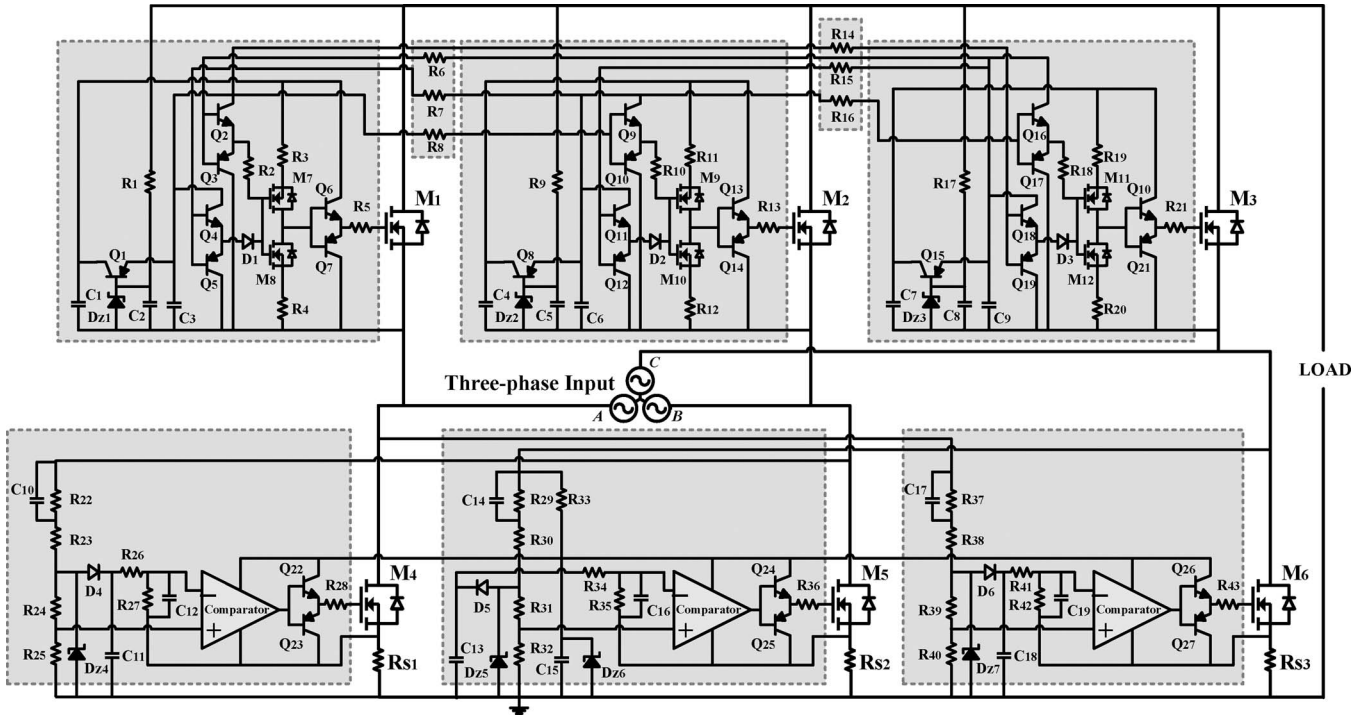 R14
R6
R15
R7
R16
R8
Q2
Q9
Q16
R1
Q3
R2
R3
M7
R9
Q10
R10
R11
M9
R17
Q17
R18
R19
M11
Q6
Q13
Q10
Q4
R5
M1
Q11
R13
M2
Q18
R21
M3
Q1
D1
Q8
D2
Q15
D3
Q5
M8
Q7
Q12
M10
Q14
Q19
M12
Q21
C1
Dz1
C2
C3
R4
C4
Dz2
C5
C6
R12
C7
Dz3
C8
C9
R20
C
Three-phase Input
A
B
LOAD
C10
R22
C14
R29
R33
C17
R37
R23
R30
R38
R26
Q22
R28
M4
R34
Q24
R36
M5
R41
Q26
R43
M6
D4
D5
D6
R24
R27
C12
Comparator
R31
R35
C16
Comparator
R39
R42
C19
Comparator
R25
Q23
R32
Q25
R40
Q27
Dz4
C11
Rs1
C13
Dz5
C15
Dz6
Rs2
Dz7
C18
Rs3